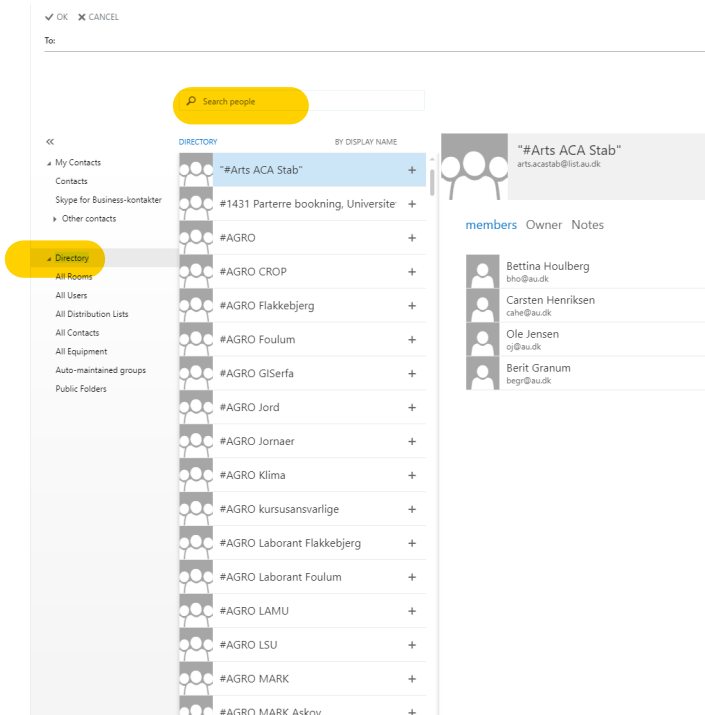 OK CANCEL
To:
Search people
DIRECTORY BY DISPLAY NAME
My Contacts
Contacts
Skype for Business-kontakter
Other contacts
Directory
All Rooms
All Users
All Distribution Lists
All Contacts
All Equipment
Auto-maintained groups
Public Folders
"#Arts ACA Stab"
#1431 Parterre bookning, Universite
#AGRO
#AGRO CROP
#AGRO Flakkebjerg
#AGRO Foulum
#AGRO GISerfa
#AGRO Jord
#AGRO Jornaer
#AGRO Klima
#AGRO kursusansvarlige
#AGRO Laborant Flakkebjerg
#AGRO Laborant Foulum
#AGRO LAMU
#AGRO LSU
#AGRO MARK
#AGRO MARK Askov
"#Arts ACA Stab"
arts.acastab@list.au.dk
members Owner Notes
Bettina Houlberg
bho@au.dk
Carsten Henriksen
cahe@au.dk
Ole Jensen
oj@au.dk
Berit Granum
begr@au.dk